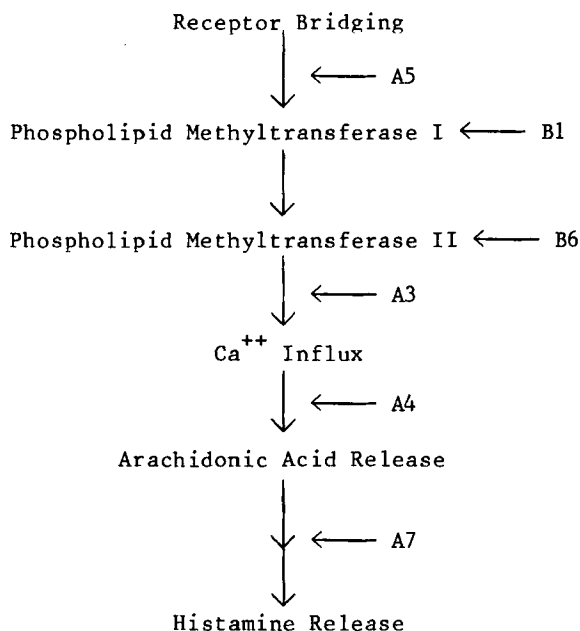 Receptor Bridging
A5
Phospholipid Methyltransferase I
B1
Phospholipid Methyltransferase II
B6
A3
Ca++ Influx
A4
Arachidonic Acid Release
A7
Histamine Release